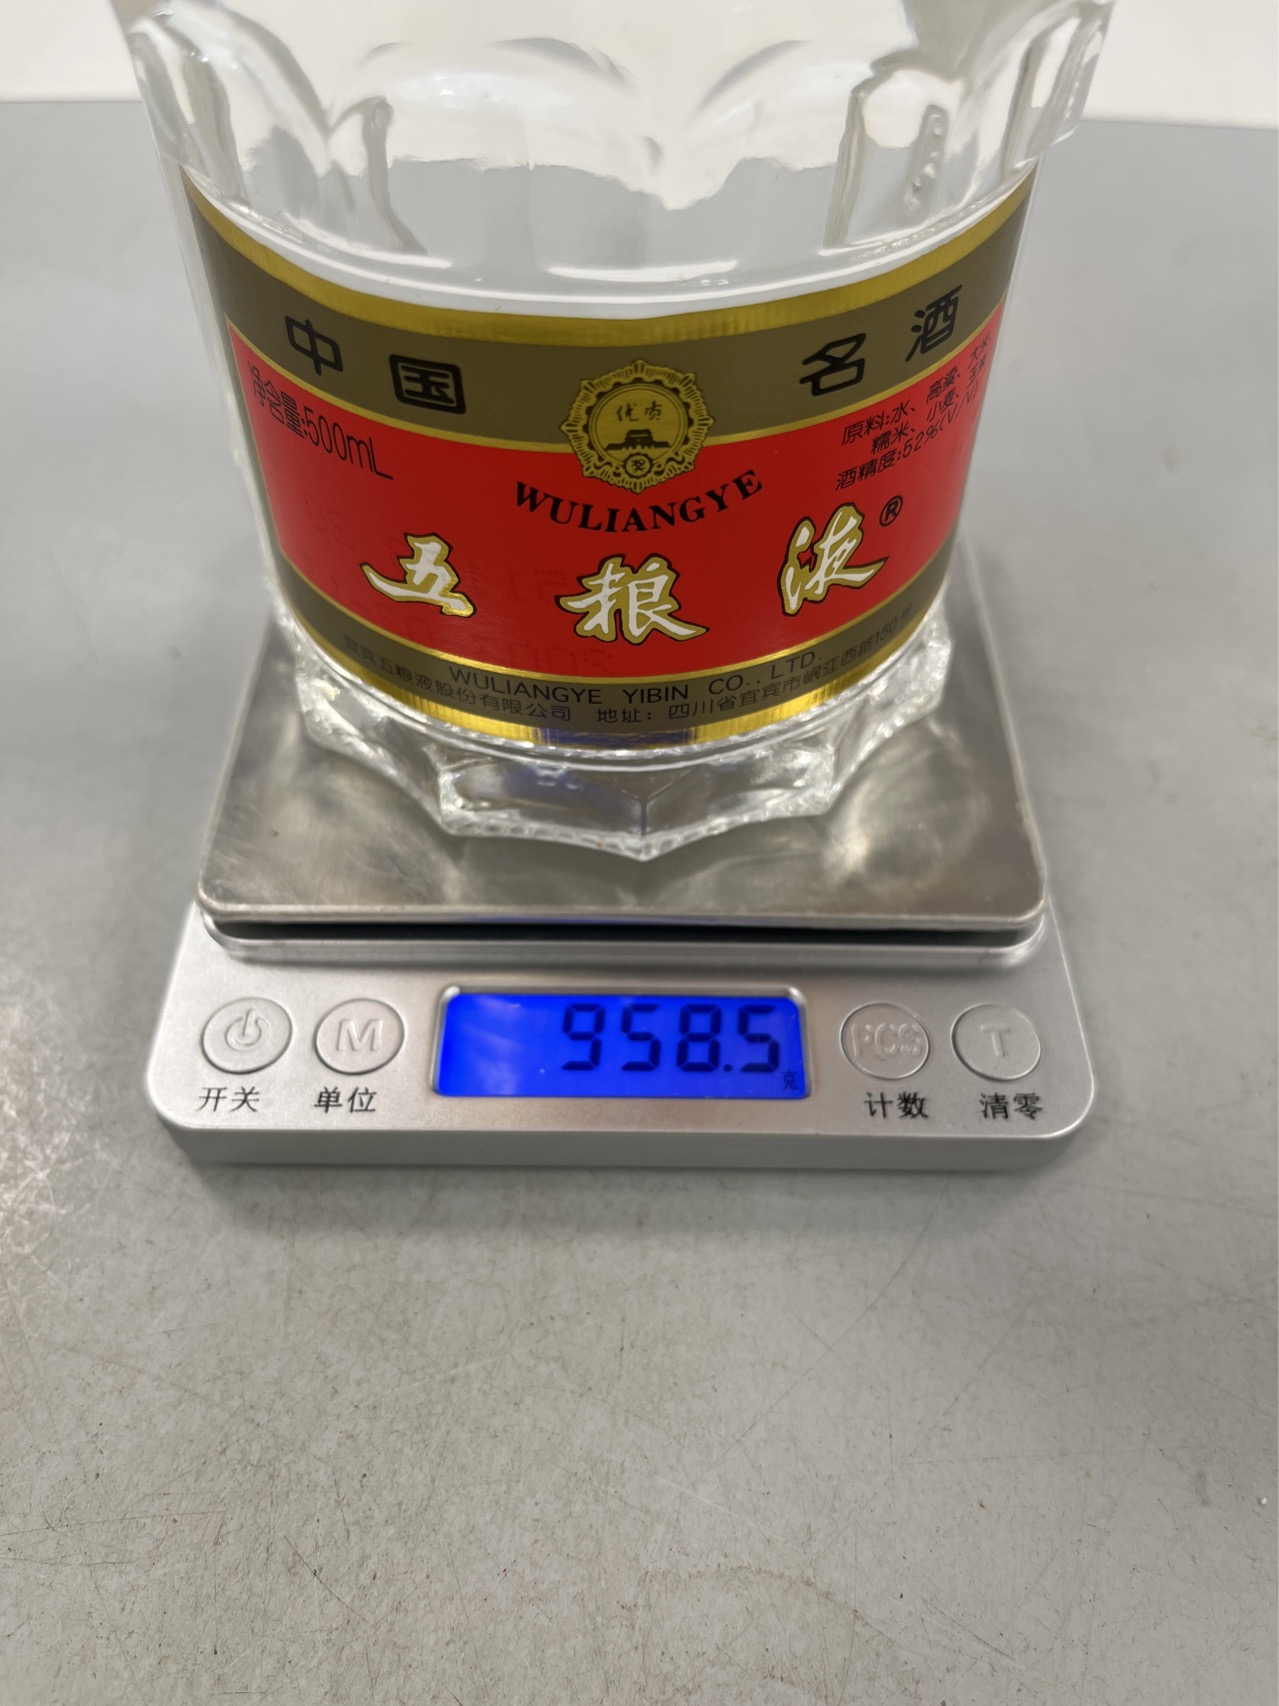 中国 名酒
净含量:500mL
优质
奖
原料:水、高粱、大米、
糯米、小麦、玉米
酒精度:52%(V/V)
WULIANGYE
五粮液®
WULIANGYE YIBIN CO., LTD.
宜宾五粮液股份有限公司 地址: 四川省宜宾市岷江西路150号
958.5
克
M
PCS
T
开关
单位
计数
清零